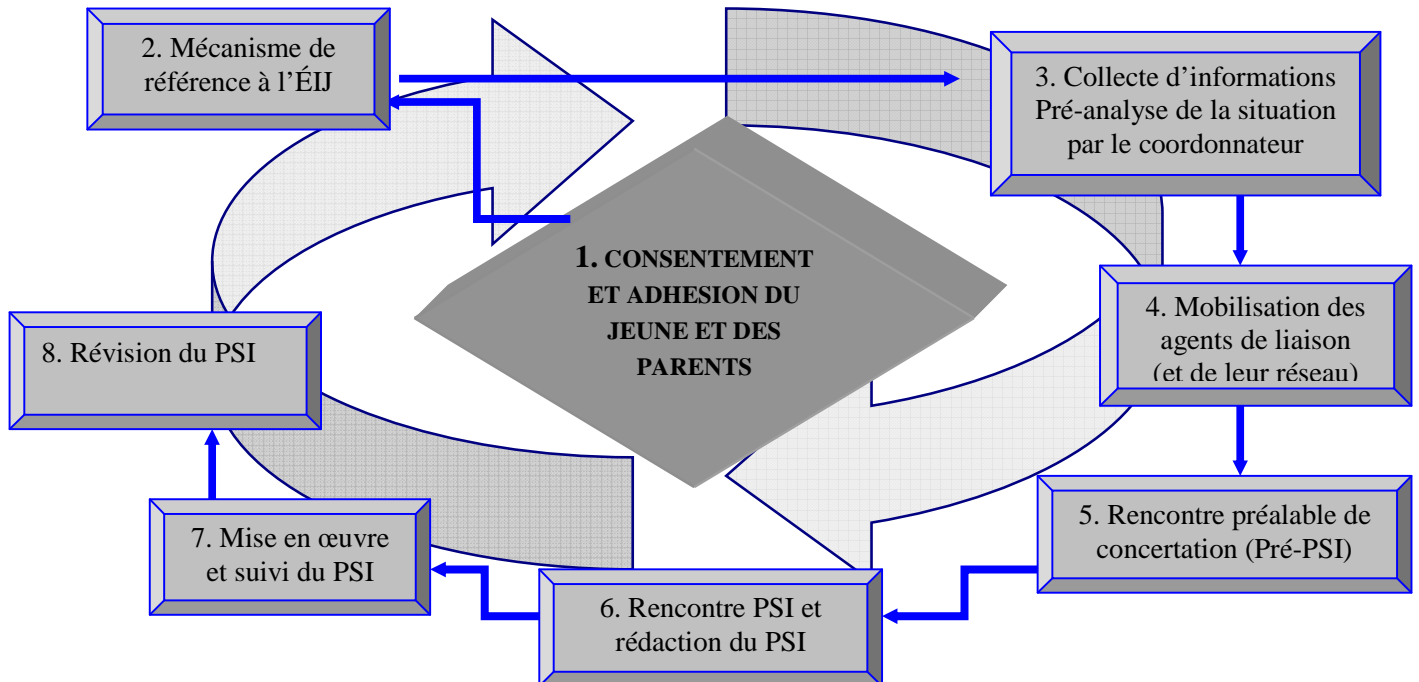 2. Mécanisme de
référence à l’ÉIJ
3. Collecte d’informations
Pré-analyse de la situation
par le coordonnateur
1. CONSENTEMENT
ET ADHESION DU
JEUNE ET DES
PARENTS
4. Mobilisation des
agents de liaison
(et de leur réseau)
8. Révision du PSI
5. Rencontre préalable de
concertation (Pré-PSI)
7. Mise en œuvre
et suivi du PSI
6. Rencontre PSI et
rédaction du PSI